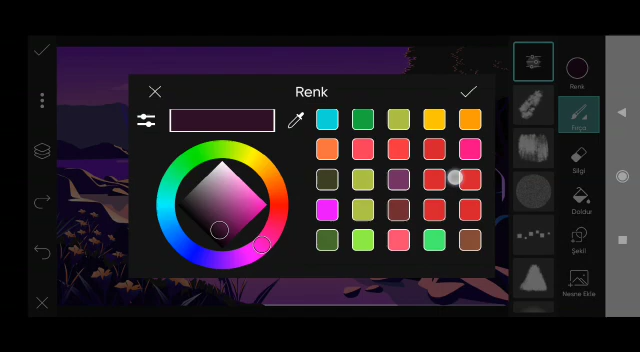 Renk
Renk
Fırça
Silgi
Doldur
Şekil
Nesne Ekle